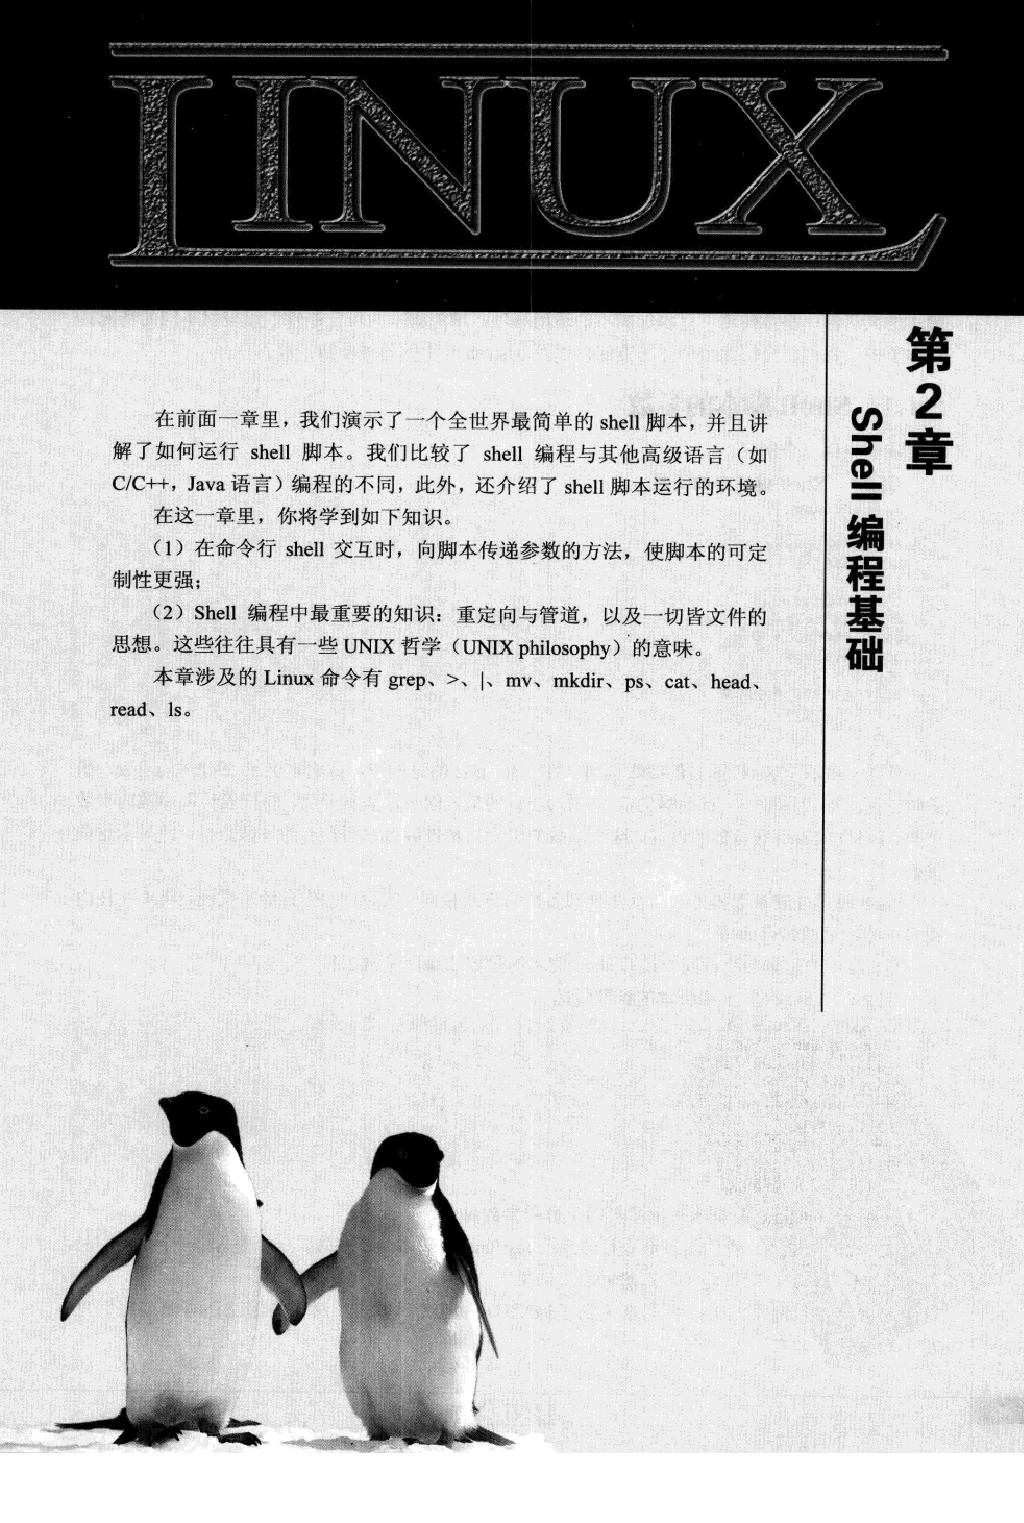 LINUX
第2章
Shell 编程基础
在前面一章里，我们演示了一个全世界最简单的 shell 脚本，并且讲
解了如何运行 shell 脚本。我们比较了 shell 编程与其他高级语言（如
C/C++，Java 语言）编程的不同，此外，还介绍了 shell 脚本运行的环境。
在这一章里，你将学到如下知识。
（1）在命令行 shell 交互时，向脚本传递参数的方法，使脚本的可定
制性更强；
（2）Shell 编程中最重要的知识：重定向与管道，以及一切皆文件的
思想。这些往往具有一些 UNIX 哲学（UNIX philosophy）的意味。
本章涉及的 Linux 命令有 grep、>、|、mv、mkdir、ps、cat、head、
read、ls。